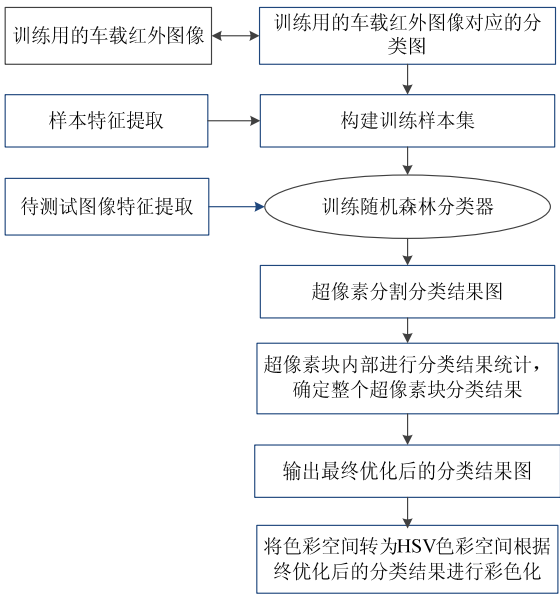 训练用的车载红外图像
训练用的车载红外图像对应的分
类图
样本特征提取
构建训练样本集
待测试图像特征提取
训练随机森林分类器
超像素分割分类结果图
超像素块内部进行分类结果统计，
确定整个超像素块分类结果
输出最终优化后的分类结果图
将色彩空间转为HSV色彩空间根据
终优化后的分类结果进行彩色化